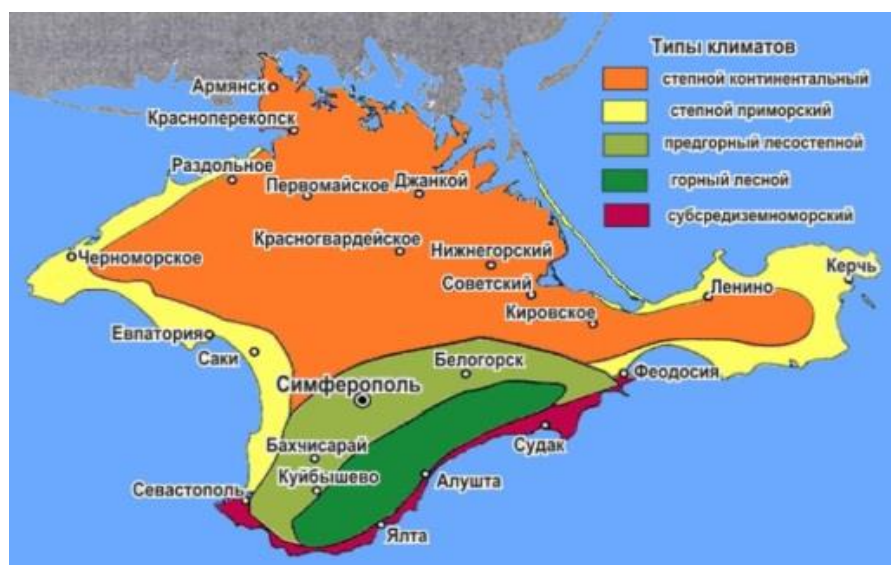 Типы климатов
степной континентальный
степной приморский
предгорный лесостепной
горный лесной
субсредиземноморский
Армянск
Красноперекопск
Раздольное
Первомайское
Джанкой
Красногвардейское
Нижнегорский
Черноморское
Советский
Ленино
Керчь
Кировское
Евпатория
Саки
Белогорск
Феодосия
Симферополь
Судак
Бахчисарай
Куйбышево
Алушта
Севастополь
Ялта